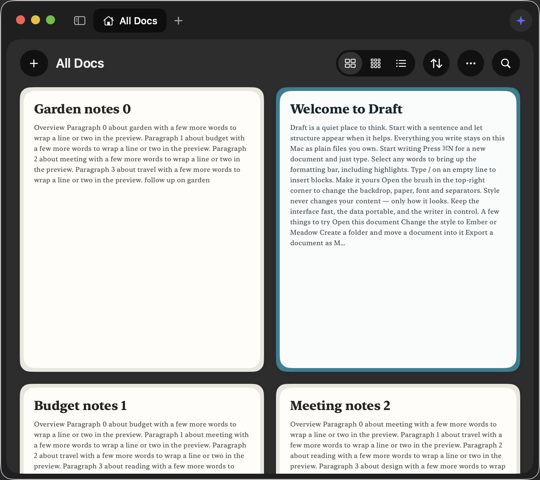 All Docs
All Docs
Garden notes 0
Overview Paragraph 0 about garden with a few more words to
wrap a line or two in the preview. Paragraph 1 about budget with
a few more words to wrap a line or two in the preview. Paragraph
2 about meeting with a few more words to wrap a line or two in
the preview. Paragraph 3 about travel with a few more words to
wrap a line or two in the preview. follow up on garden
Welcome to Draft
Draft is a quiet place to think. Start with a sentence and let
structure appear when it helps. Everything you write stays on this
Mac as plain files you own. Start writing Press ⌘N for a new
document and just type. Select any words to bring up the
formatting bar, including highlights. Type / on an empty line to
insert blocks. Make it yours Open the brush in the top-right
corner to change the backdrop, paper, font and separators. Style
never changes your content — only how it looks. Keep the
interface fast, the data portable, and the writer in control. A few
things to try Open this document Change the style to Ember or
Meadow Create a folder and move a document into it Export a
document as M...
Budget notes 1
Overview Paragraph 0 about budget with a few more words to
wrap a line or two in the preview. Paragraph 1 about meeting with
a few more words to wrap a line or two in the preview. Paragraph
2 about travel with a few more words to wrap a line or two in the
preview. Paragraph 3 about reading with a few more words to
Meeting notes 2
Overview Paragraph 0 about meeting with a few more words to
wrap a line or two in the preview. Paragraph 1 about travel with a
few more words to wrap a line or two in the preview. Paragraph 2
about reading with a few more words to wrap a line or two in the
preview. Paragraph 3 about design with a few more words to wrap